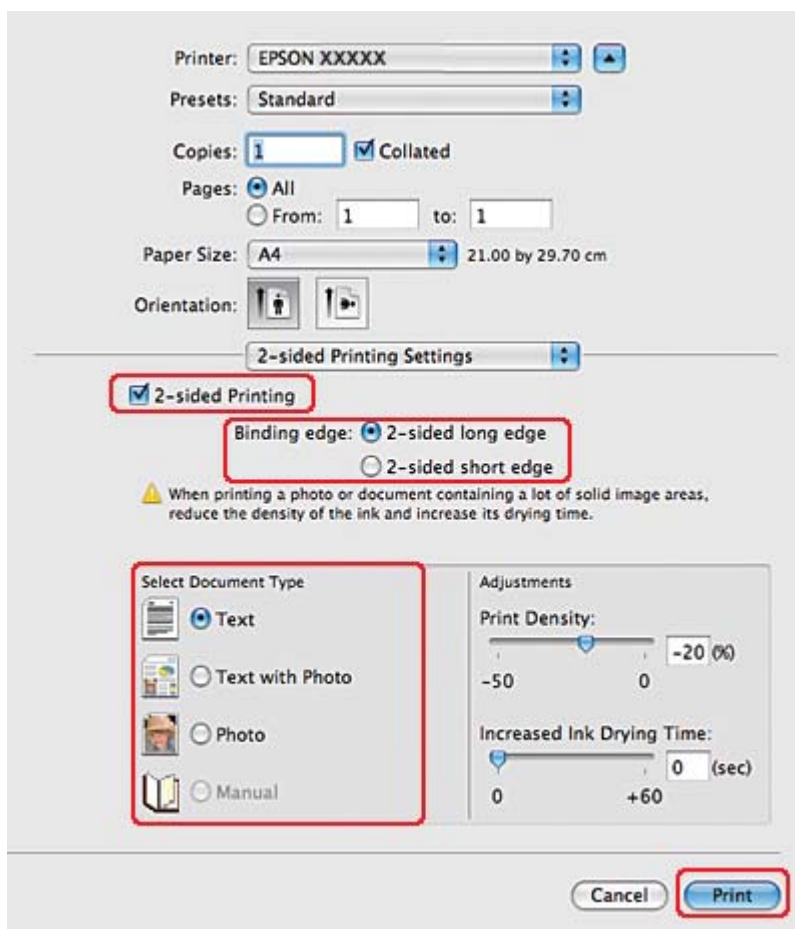 Printer: EPSON XXXXX
Presets: Standard
Copies: 1 Collated
Pages: All
From: 1 to: 1
Paper Size: A4 21.00 by 29.70 cm
Orientation:
2-sided Printing Settings
2-sided Printing
Binding edge: 2-sided long edge
2-sided short edge
When printing a photo or document containing a lot of solid image areas,
reduce the density of the ink and increase its drying time.
Select Document Type
Text
Text with Photo
Photo
Manual
Adjustments
Print Density:
-20 (%)
-50 0
Increased Ink Drying Time:
0 (sec)
0 +60
Cancel Print